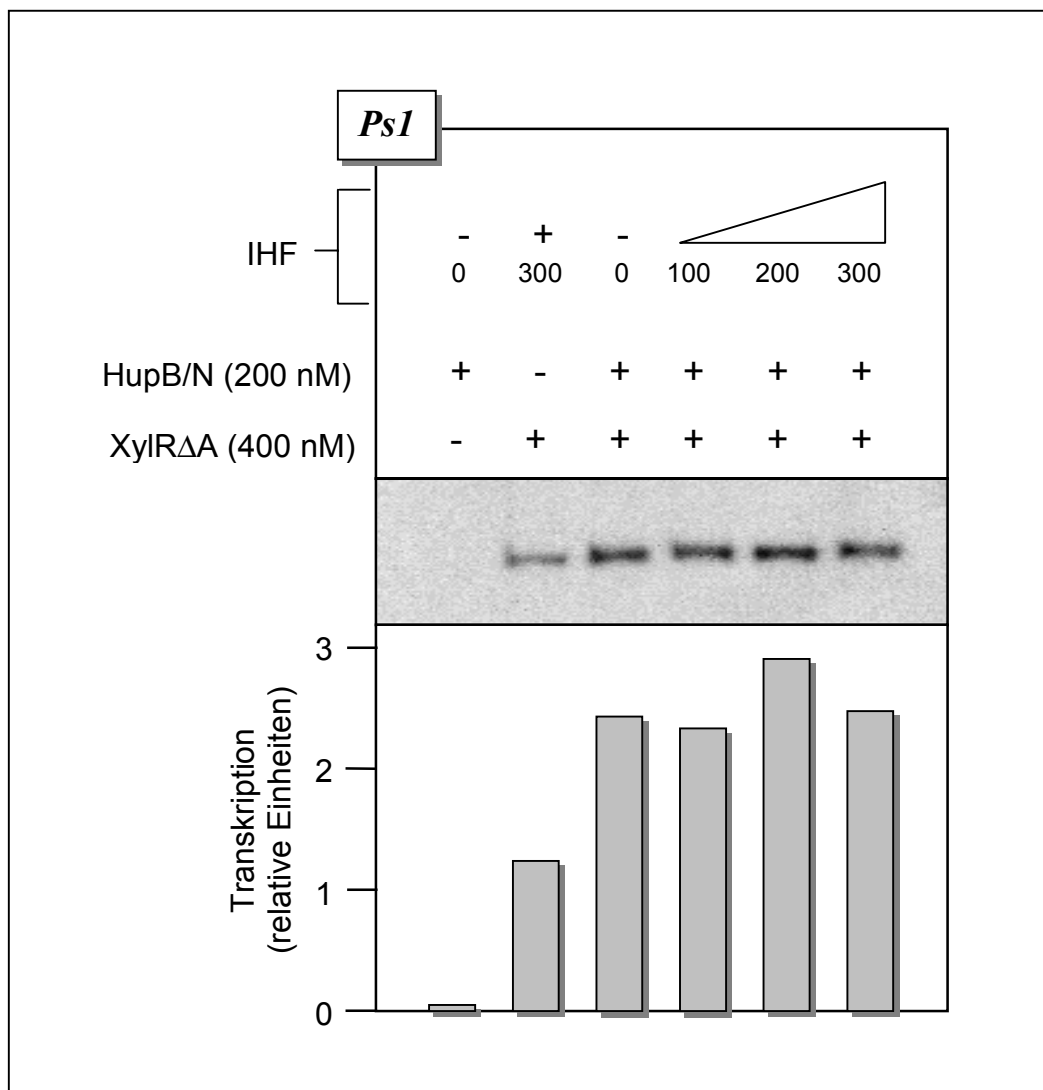 Ps1
IHF
- + -
0 300 0 100 200 300
HupB/N (200 nM) + - + + + +
XylRΔA (400 nM) - + + + + +
3
2
1
0
Transkription
(relative Einheiten)